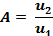 A = u₂ / u₁